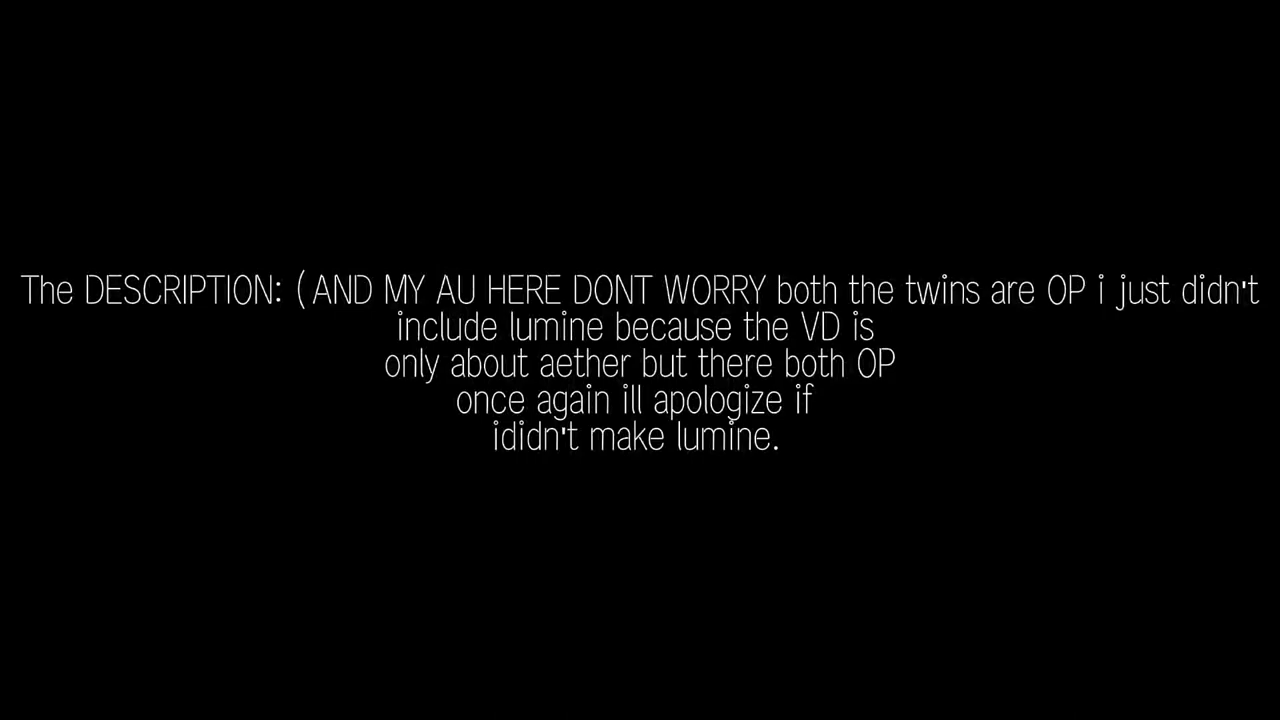 The DESCRIPTION: ( AND MY AU HERE DONT WORRY both the twins are OP i just didn't
include lumine because the VD is
only about aether but there both OP
once again ill apologize if
ididn't make lumine.